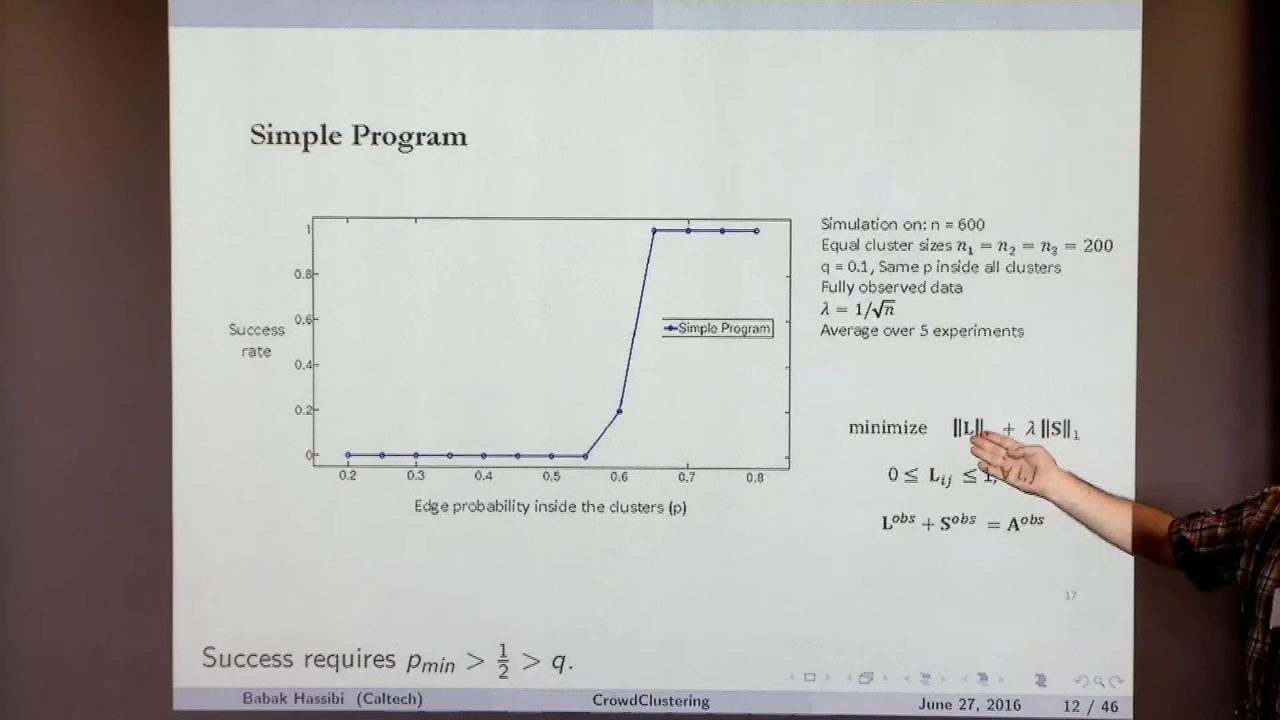 Simple Program
1
0.8
0.6
0.4
0.2
0
Success
rate
Simple Program
0.2 0.3 0.4 0.5 0.6 0.7 0.8
Edge probability inside the clusters (p)
Simulation on: n = 600
Equal cluster sizes n₁ = n₂ = n₃ = 200
q = 0.1, Same p inside all clusters
Fully observed data
λ = 1/√n
Average over 5 experiments
minimize ‖L‖ + λ‖S‖₁
0 ≤ Lᵢⱼ ≤ 1,
L^obs + S^obs = A^obs
17
Success requires p_min > 1/2 > q.
Babak Hassibi (Caltech) CrowdClustering June 27, 2016 12 / 46